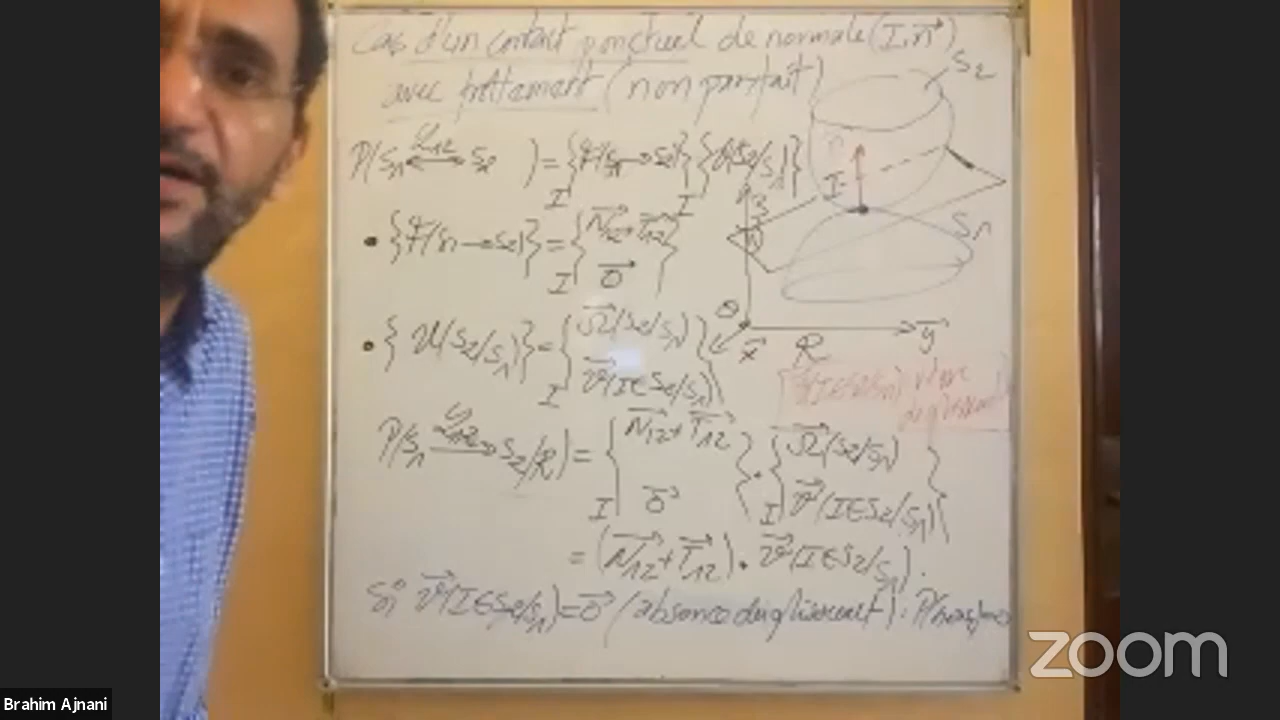 Cas d'un contact ponctuel de normale (I, n⃗)
avec frottement (non parfait)
S2
P(S1 ↔ S2 ) = {F(S1→S2)} {V(S2/S1)}
L12
I I
n⃗
I
S1
• {F(S1→S2)} = { N⃗12+T⃗12
I 0⃗ }
z
O
x⃗ R y⃗
• {V(S2/S1)} = { Ω⃗(S2/S1)
I V⃗(I∈S2/S1) }
P(S1 → S2/R) = { N⃗12+T⃗12 } . { Ω⃗(S2/S1) }
I 0⃗ I V⃗(I∈S2/S1)
= (N⃗12+T⃗12) . V⃗(I∈S2/S1).
Si V⃗(I∈S2/S1)=0⃗ (absence de glissement) :
zoom
Brahim Ajnani